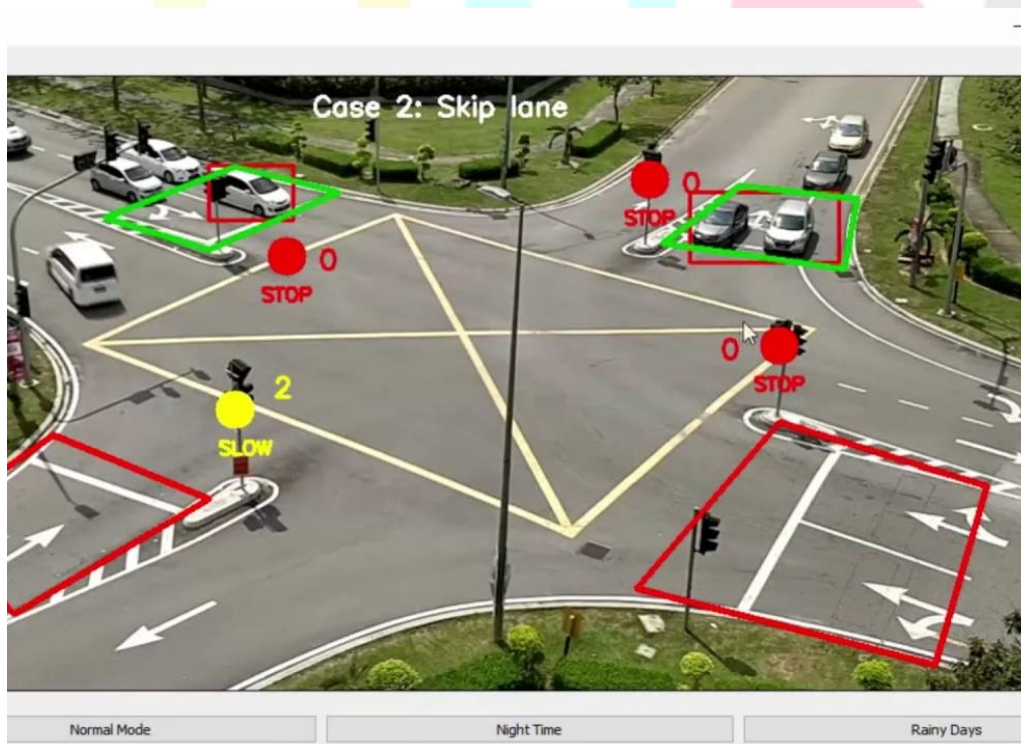 Case 2: Skip lane
0
STOP
0
STOP
0
STOP
2
SLOW
Normal Mode
Night Time
Rainy Days